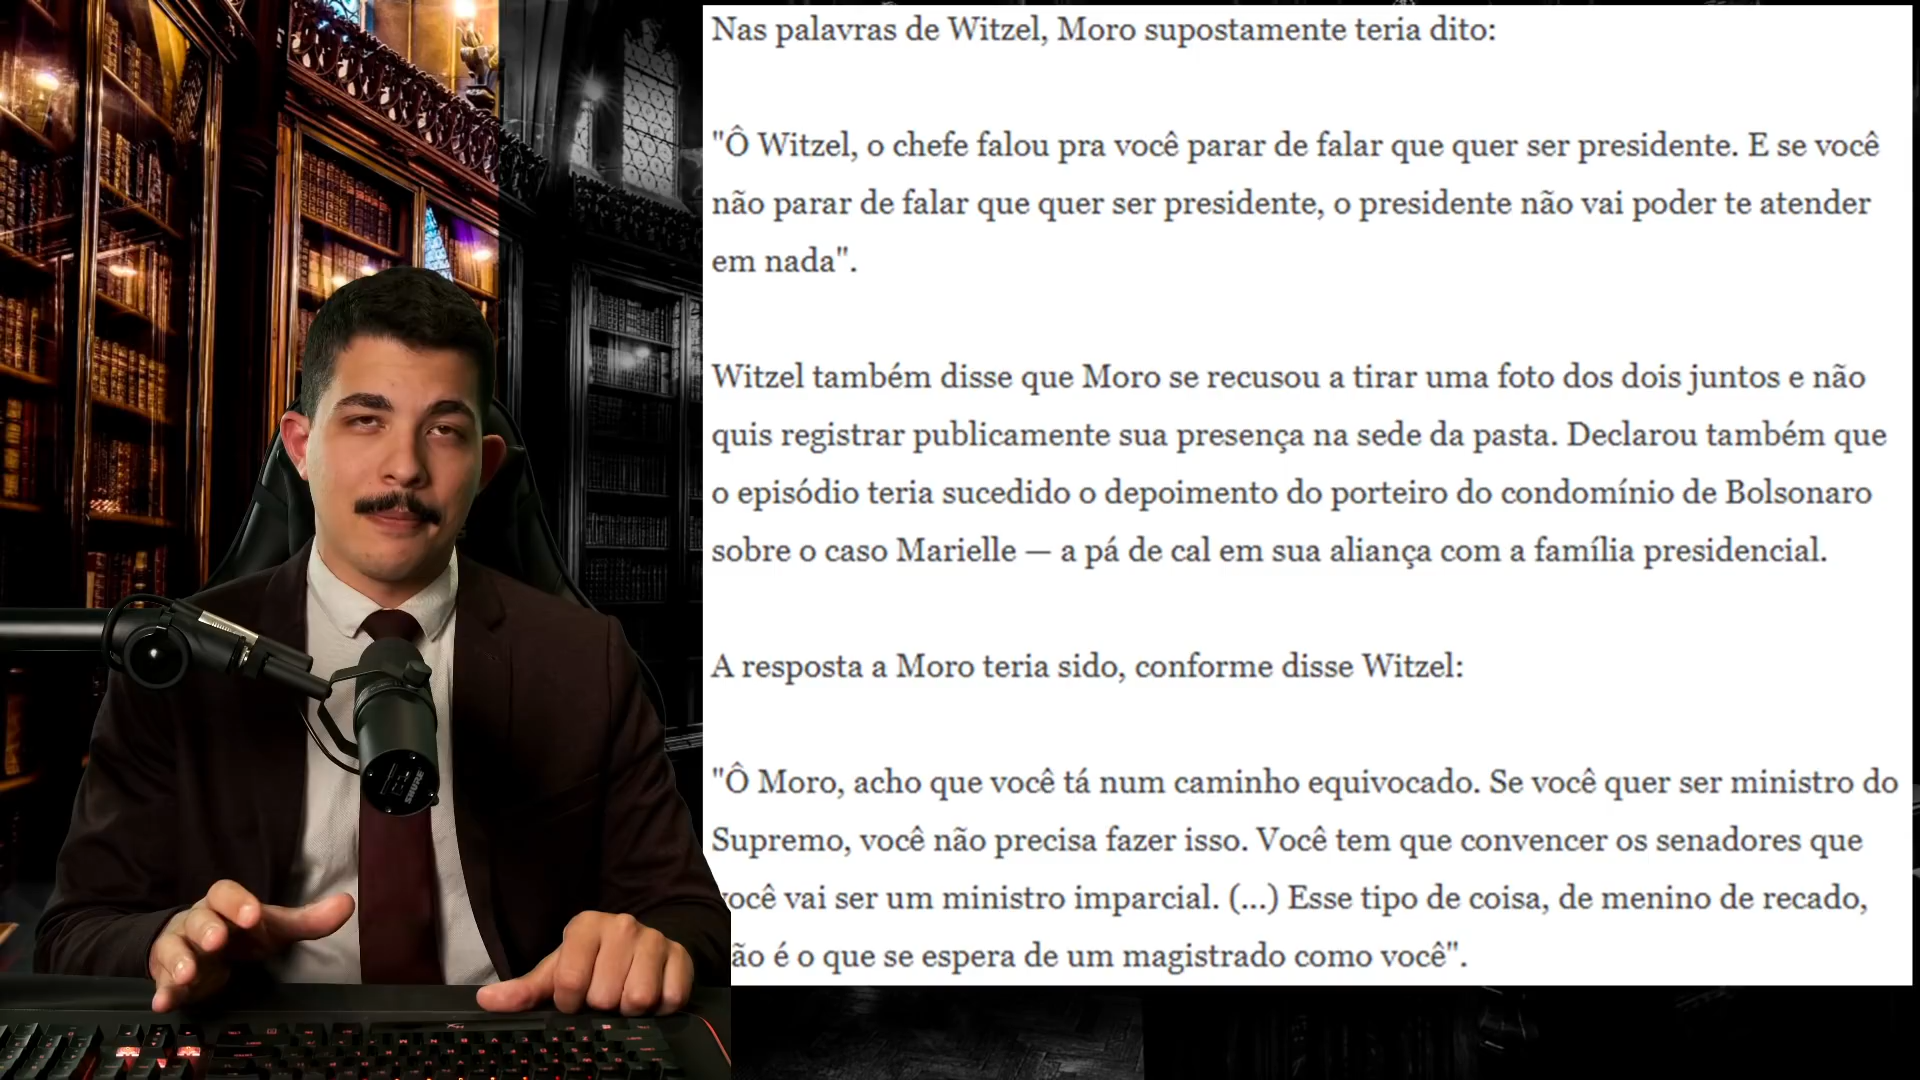 Nas palavras de Witzel, Moro supostamente teria dito:
"Ô Witzel, o chefe falou pra você parar de falar que quer ser presidente. E se você
não parar de falar que quer ser presidente, o presidente não vai poder te atender
em nada".
Witzel também disse que Moro se recusou a tirar uma foto dos dois juntos e não
quis registrar publicamente sua presença na sede da pasta. Declarou também que
o episódio teria sucedido o depoimento do porteiro do condomínio de Bolsonaro
sobre o caso Marielle — a pá de cal em sua aliança com a família presidencial.
A resposta a Moro teria sido, conforme disse Witzel:
"Ô Moro, acho que você tá num caminho equivocado. Se você quer ser ministro do
Supremo, você não precisa fazer isso. Você tem que convencer os senadores que
você vai ser um ministro imparcial. (...) Esse tipo de coisa, de menino de recado,
ão é o que se espera de um magistrado como você".
SHURE